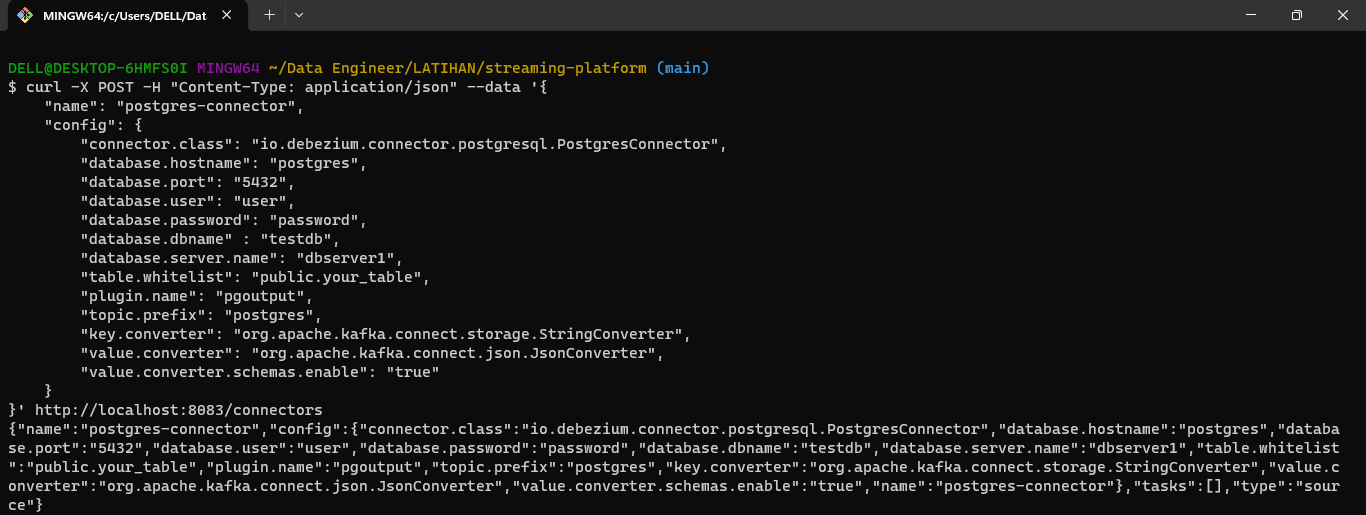 MINGW64:/c/Users/DELL/Dat
DELL@DESKTOP-6HMFS0I MINGW64 ~/Data Engineer/LATIHAN/streaming-platform (main)
$ curl -X POST -H "Content-Type: application/json" --data '{
    "name": "postgres-connector",
    "config": {
        "connector.class": "io.debezium.connector.postgresql.PostgresConnector",
        "database.hostname": "postgres",
        "database.port": "5432",
        "database.user": "user",
        "database.password": "password",
        "database.dbname" : "testdb",
        "database.server.name": "dbserver1",
        "table.whitelist": "public.your_table",
        "plugin.name": "pgoutput",
        "topic.prefix": "postgres",
        "key.converter": "org.apache.kafka.connect.storage.StringConverter",
        "value.converter": "org.apache.kafka.connect.json.JsonConverter",
        "value.converter.schemas.enable": "true"
    }
}' http://localhost:8083/connectors
{"name":"postgres-connector","config":{"connector.class":"io.debezium.connector.postgresql.PostgresConnector","database.hostname":"postgres","databa
se.port":"5432","database.user":"user","database.password":"password","database.dbname":"testdb","database.server.name":"dbserver1","table.whitelist
":"public.your_table","plugin.name":"pgoutput","topic.prefix":"postgres","key.converter":"org.apache.kafka.connect.storage.StringConverter","value.c
onverter":"org.apache.kafka.connect.json.JsonConverter","value.converter.schemas.enable":"true","name":"postgres-connector"},"tasks":[],"type":"sour
ce"}